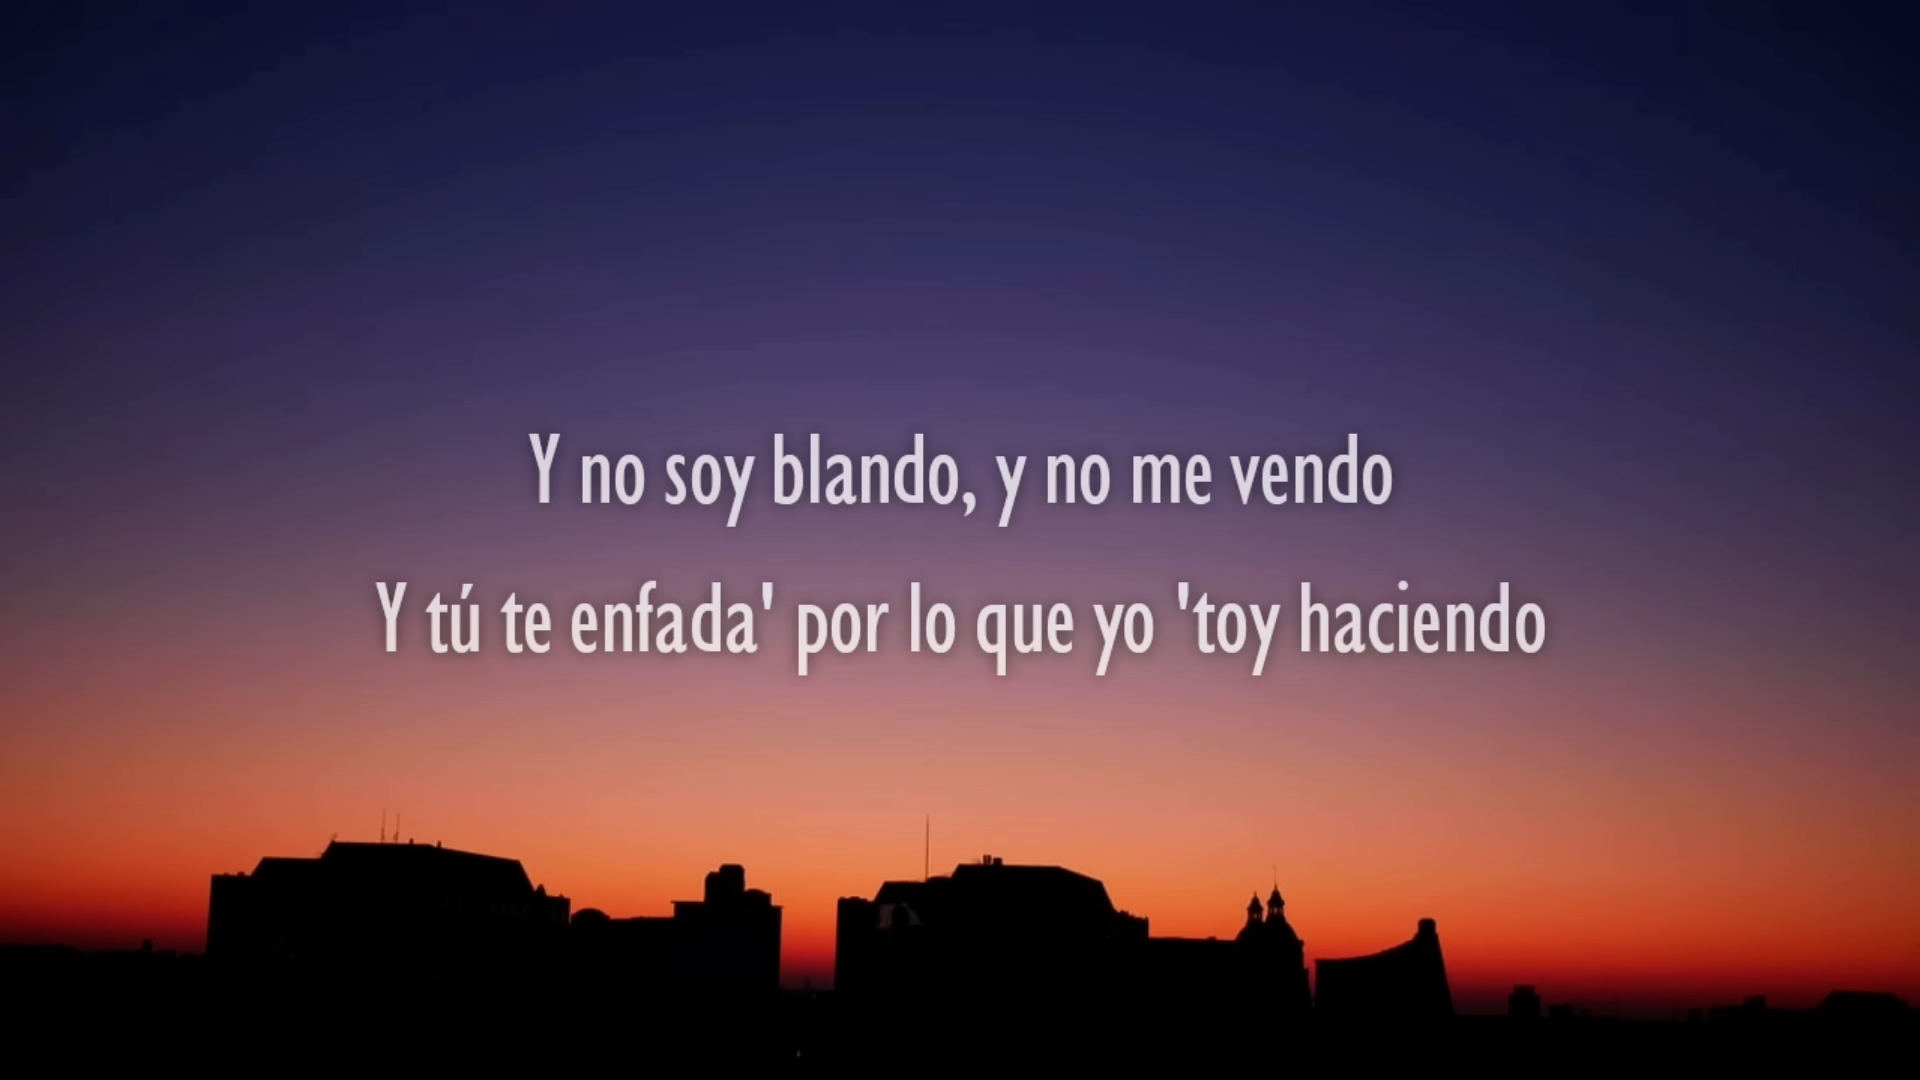 Y no soy blando, y no me vendo
Y tú te enfada' por lo que yo 'toy haciendo